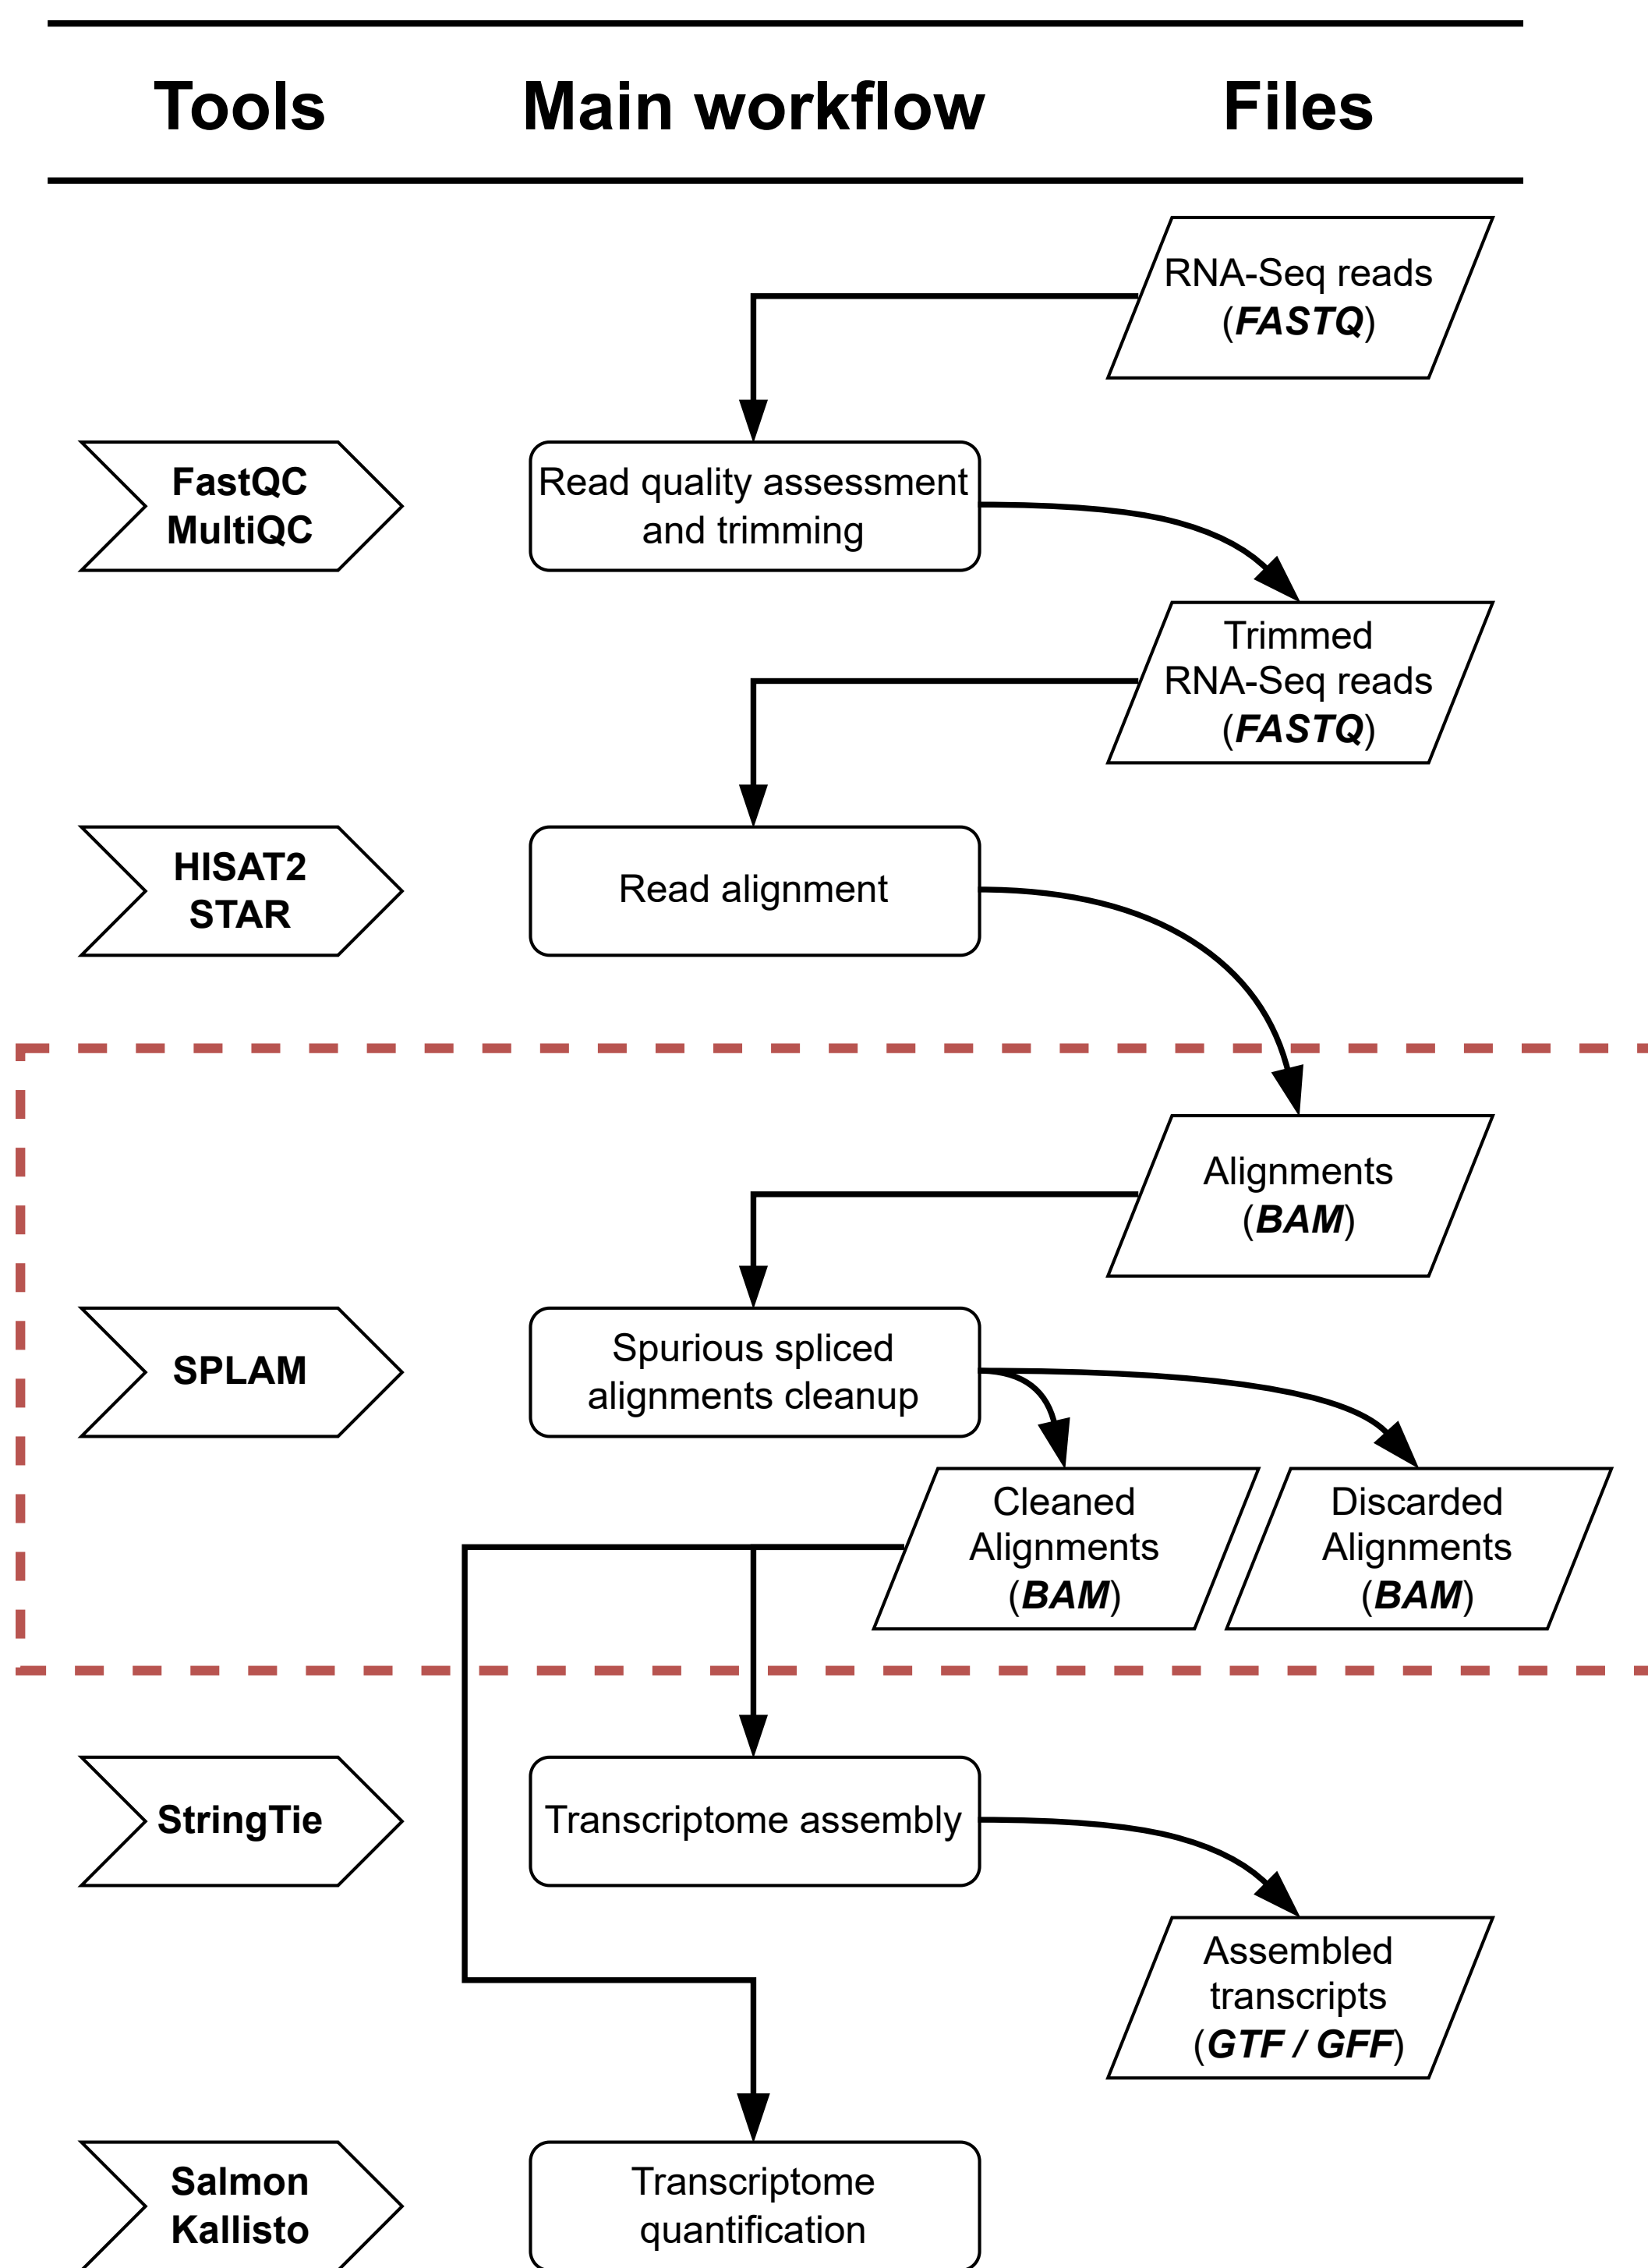 Tools
Main workflow
Files
RNA-Seq reads
(FASTQ)
FastQC
MultiQC
Read quality assessment
and trimming
Trimmed
RNA-Seq reads
(FASTQ)
HISAT2
STAR
Read alignment
Alignments
(BAM)
SPLAM
Spurious spliced
alignments cleanup
Cleaned
Alignments
(BAM)
Discarded
Alignments
(BAM)
StringTie
Transcriptome assembly
Assembled
transcripts
(GTF / GFF)
Salmon
Kallisto
Transcriptome
quantification